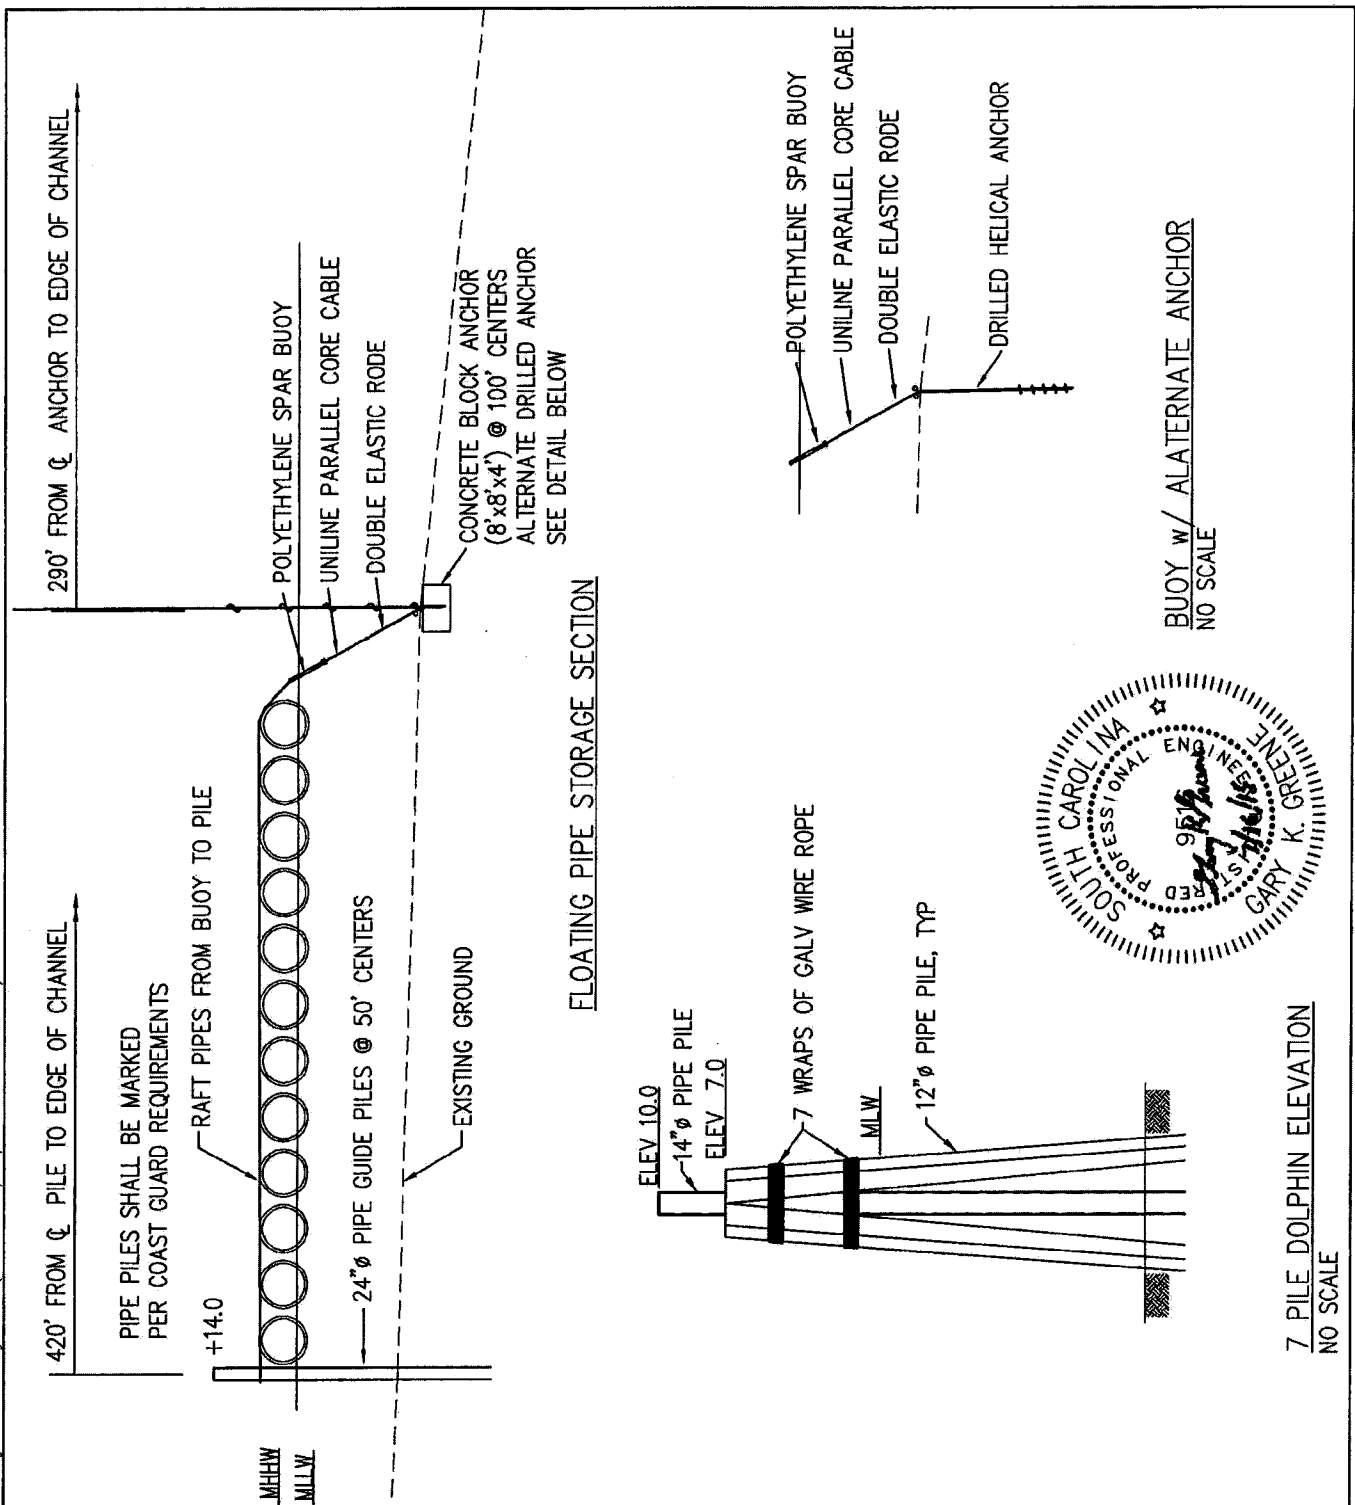 420' FROM ℄ PILE TO EDGE OF CHANNEL
290' FROM ℄ ANCHOR TO EDGE OF CHANNEL
PIPE PILES SHALL BE MARKED
PER COAST GUARD REQUIREMENTS
+14.0
RAFT PIPES FROM BUOY TO PILE
MHHW
MLLW
24"ø PIPE GUIDE PILES @ 50' CENTERS
EXISTING GROUND
POLYETHYLENE SPAR BUOY
UNILINE PARALLEL CORE CABLE
DOUBLE ELASTIC RODE
CONCRETE BLOCK ANCHOR
(8'x8'x4') @ 100' CENTERS
ALTERNATE DRILLED ANCHOR
SEE DETAIL BELOW
FLOATING PIPE STORAGE SECTION
ELEV 10.0
14"ø PIPE PILE
ELEV 7.0
7 WRAPS OF GALV WIRE ROPE
MLW
12"ø PIPE PILE, TYP
7 PILE DOLPHIN ELEVATION
NO SCALE
SOUTH CAROLINA
PROFESSIONAL ENGINEE
GARY K. GREENE
POLYETHYLENE SPAR BUOY
UNILINE PARALLEL CORE CABLE
DOUBLE ELASTIC RODE
DRILLED HELICAL ANCHOR
BUOY w/ ALATERNATE ANCHOR
NO SCALE